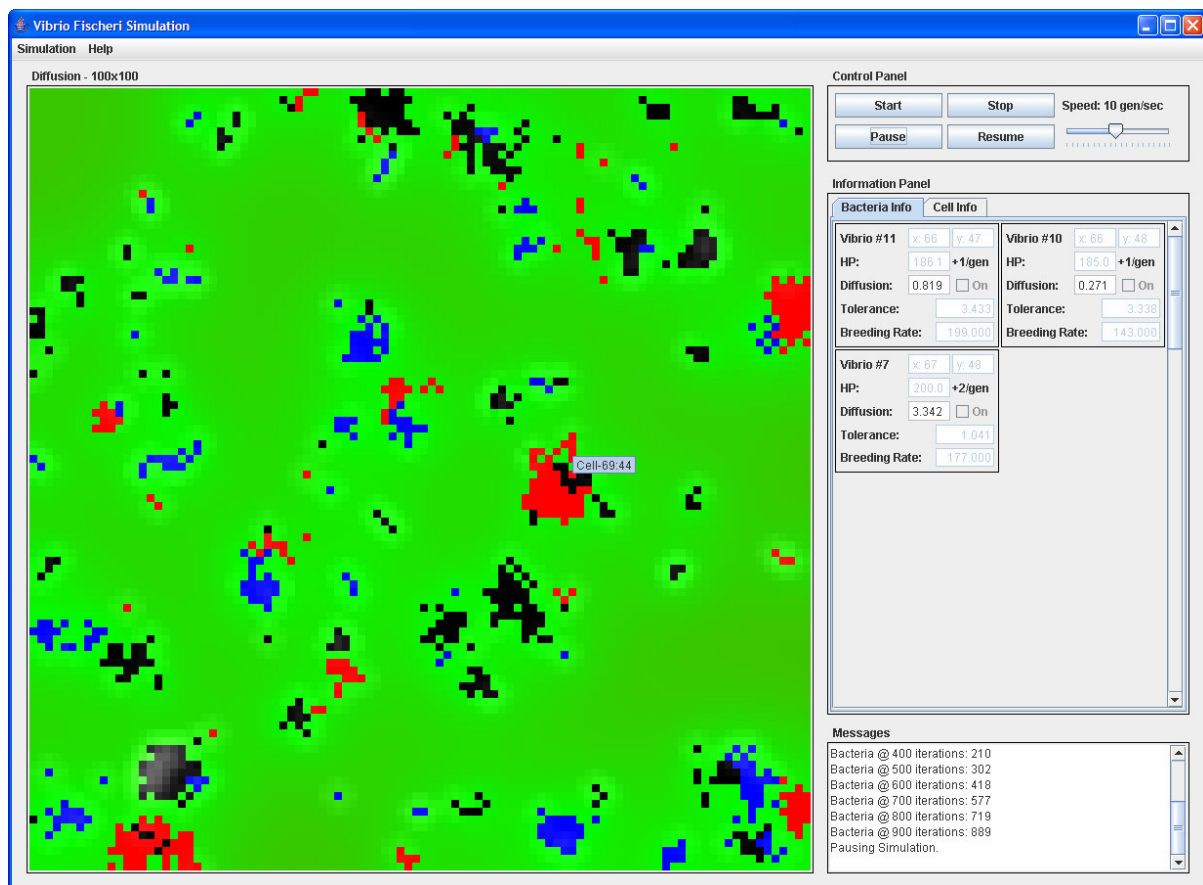 Vibrio Fischeri Simulation
Simulation Help
Diffusion - 100x100
Cell-69:44
Control Panel
Start Stop Speed: 10 gen/sec
Pause Resume
Information Panel
Bacteria Info Cell Info
Vibrio #11 x: 66 y: 47 Vibrio #10 x: 66 y: 48
HP: 186.1 +1/gen HP: 185.0 +1/gen
Diffusion: 0.819 On Diffusion: 0.271 On
Tolerance: 3.433 Tolerance: 3.338
Breeding Rate: 199.000 Breeding Rate: 143.000
Vibrio #7 x: 67 y: 48
HP: 200.0 +2/gen
Diffusion: 3.342 On
Tolerance: 1.041
Breeding Rate: 177.000
Messages
Bacteria @ 400 iterations: 210
Bacteria @ 500 iterations: 302
Bacteria @ 600 iterations: 418
Bacteria @ 700 iterations: 577
Bacteria @ 800 iterations: 719
Bacteria @ 900 iterations: 889
Pausing Simulation.